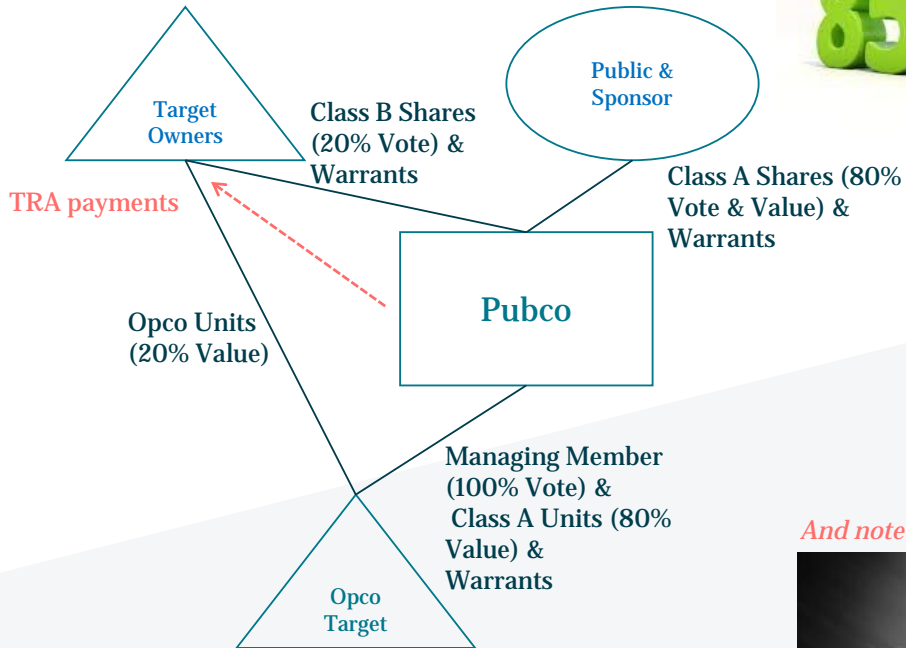 85
Target
Owners
Class B Shares
(20% Vote) &
Warrants
Public &
Sponsor
Class A Shares (80%
Vote & Value) &
Warrants
TRA payments
Pubco
Opco Units
(20% Value)
Managing Member
(100% Vote) &
Class A Units (80%
Value) &
Warrants
Opco
Target
And note